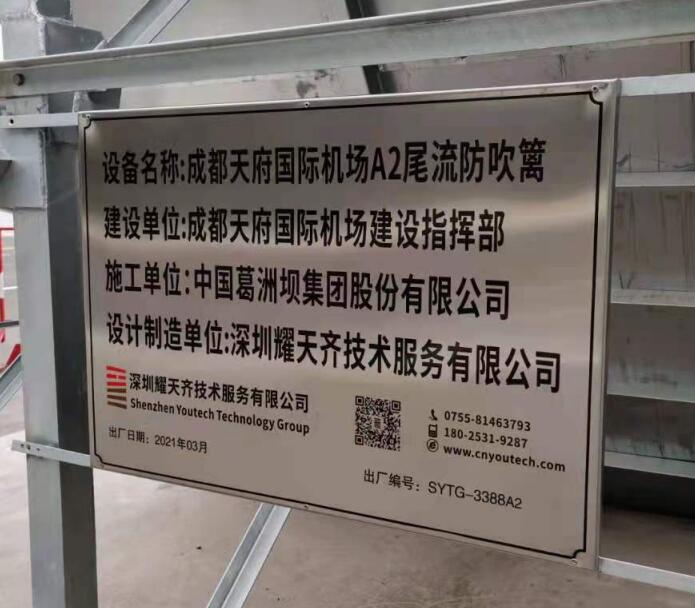 设备名称:成都天府国际机场A2尾流防吹篱
建设单位:成都天府国际机场建设指挥部
施工单位:中国葛洲坝集团股份有限公司
设计制造单位:深圳耀天齐技术服务有限公司
深圳耀天齐技术服务有限公司
Shenzhen Youtech Technology Group
0755-81463793
180-2531-9287
www.cnyoutech.com
出厂日期:2021年03月
出厂编号:SYTG-3388A2